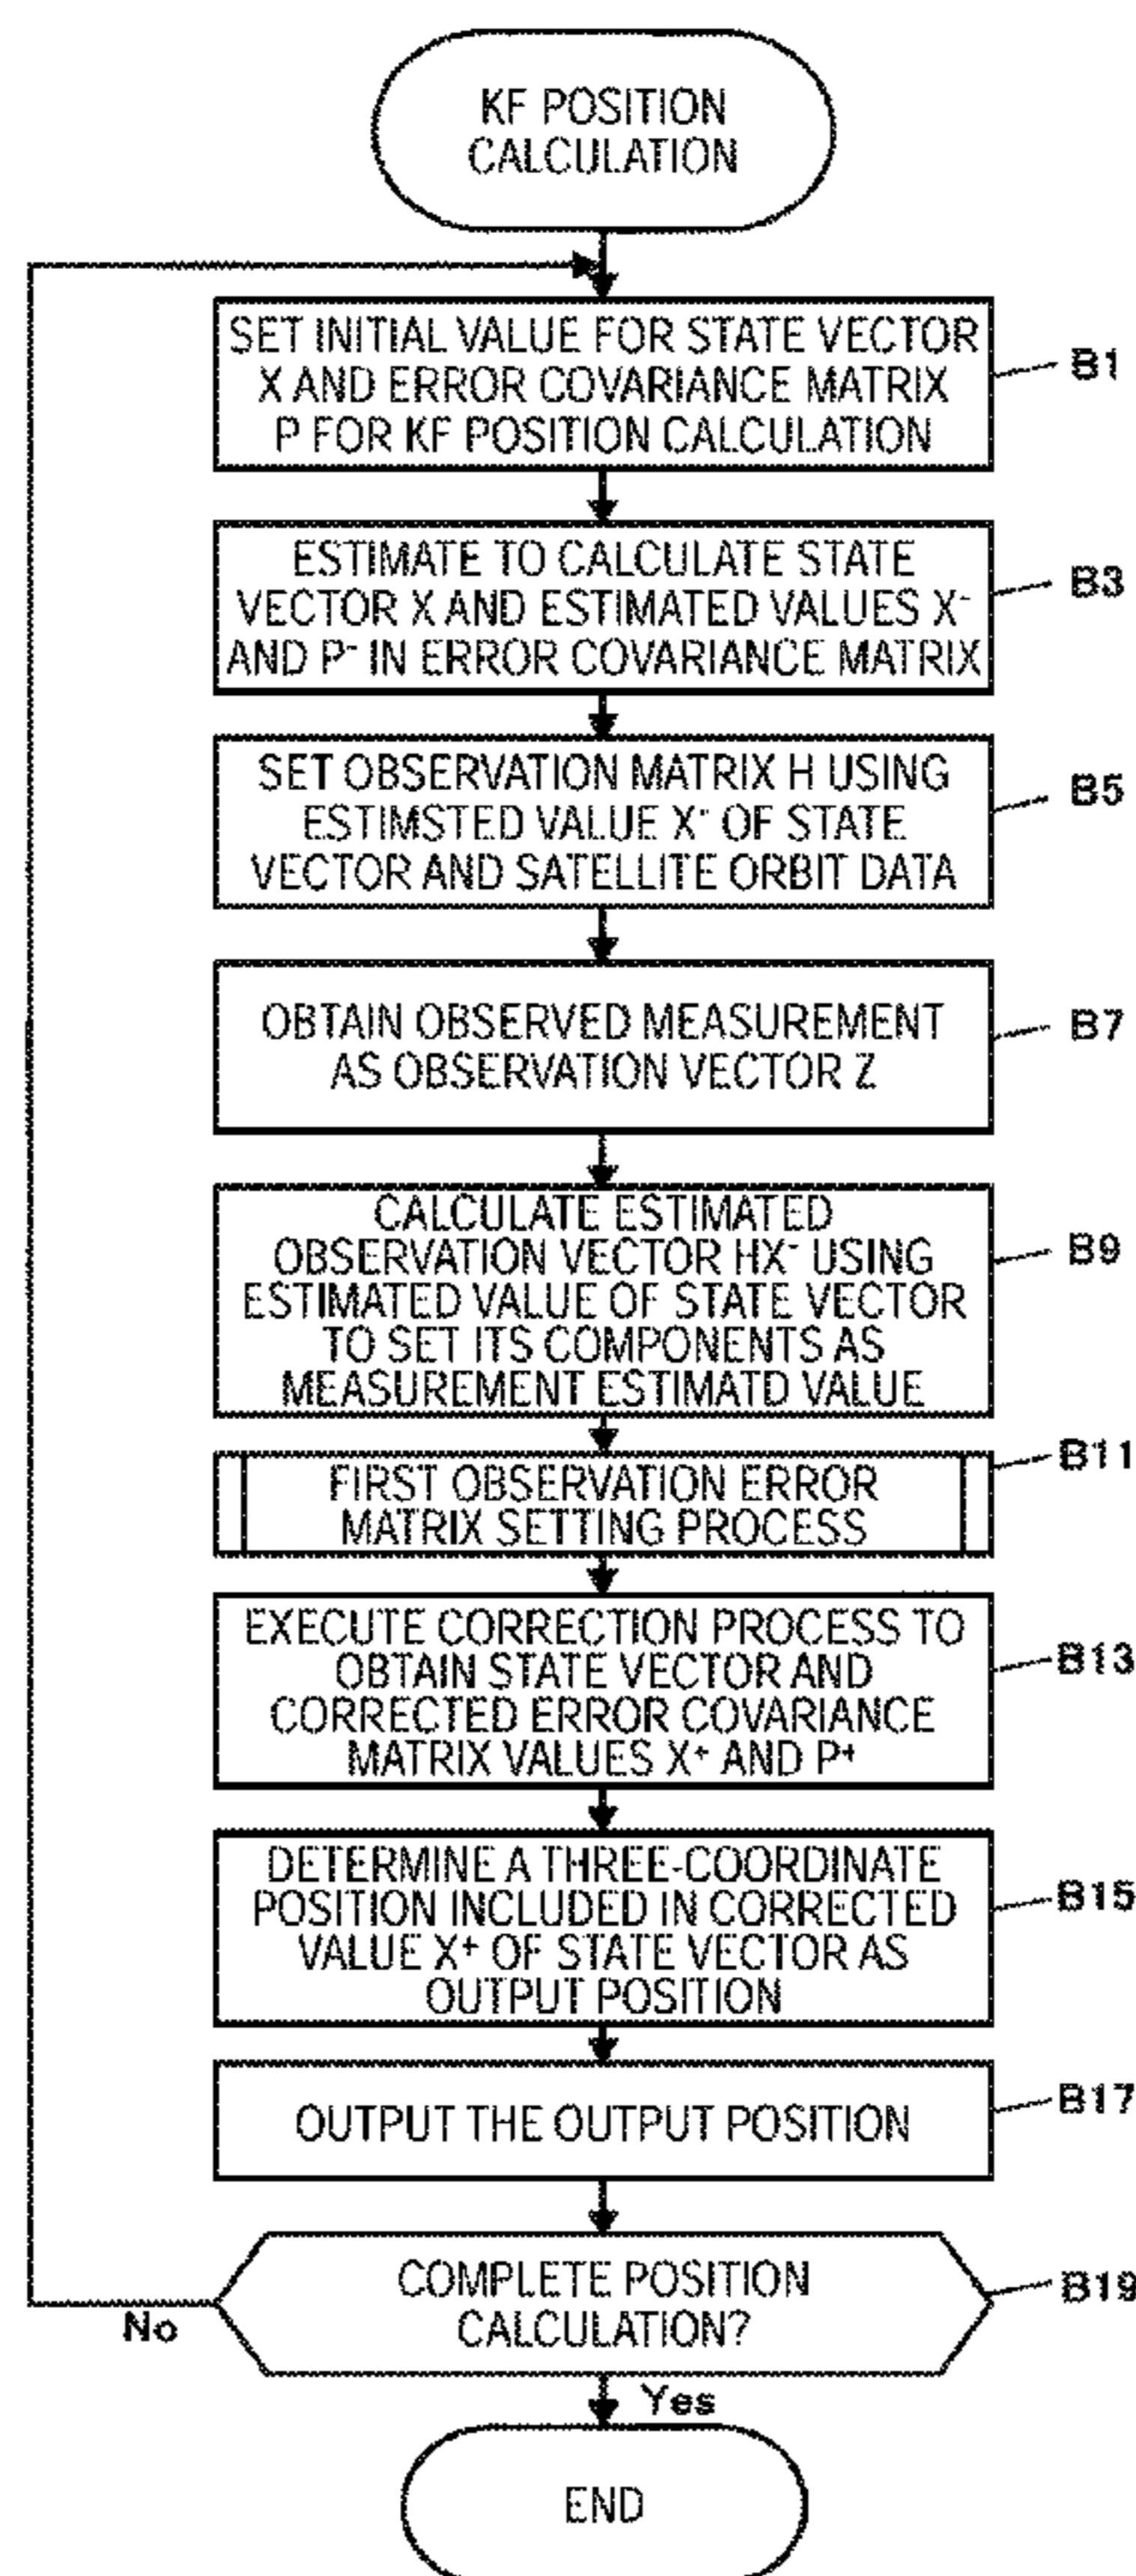 KF POSITION
CALCULATION
SET INITIAL VALUE FOR STATE VECTOR
X AND ERROR COVARIANCE MATRIX
P FOR KF POSITION CALCULATION
B1
ESTIMATE TO CALCULATE STATE
VECTOR X AND ESTIMATED VALUES X-
AND P- IN ERROR COVARIANCE MATRIX
B3
SET OBSERVATION MATRIX H USING
ESTIMSTED VALUE X- OF STATE
VECTOR AND SATELLITE ORBIT DATA
B5
OBTAIN OBSERVED MEASUREMENT
AS OBSERVATION VECTOR Z
B7
CALCULATE ESTIMATED
OBSERVATION VECTOR HX- USING
ESTIMATED VALUE OF STATE VECTOR
TO SET ITS COMPONENTS AS
MEASUREMENT ESTIMATD VALUE
B9
FIRST OBSERVATION ERROR
MATRIX SETTING PROCESS
B11
EXECUTE CORRECTION PROCESS TO
OBTAIN STATE VECTOR AND
CORRECTED ERROR COVARIANCE
MATRIX VALUES X+ AND P+
B13
DETERMINE A THREE-COORDINATE
POSITION INCLUDED IN CORRECTED
VALUE X+ OF STATE VECTOR AS
OUTPUT POSITION
B15
OUTPUT THE OUTPUT POSITION
B17
COMPLETE POSITION
CALCULATION?
B19
No
Yes
END